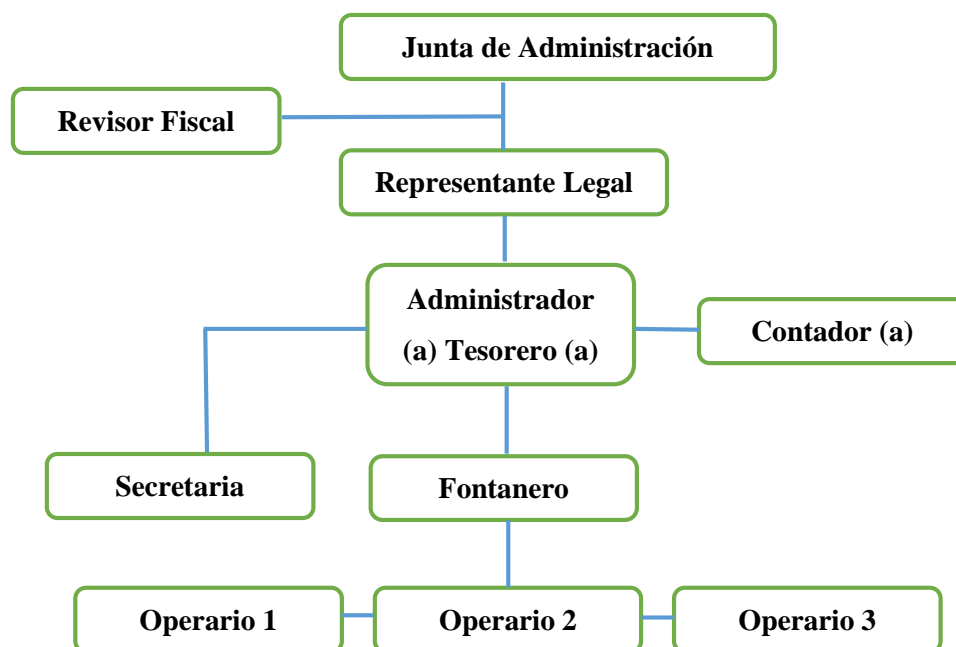 Junta de Administración
Revisor Fiscal
Representante Legal
Administrador
(a) Tesorero (a)
Contador (a)
Secretaria
Fontanero
Operario 1
Operario 2
Operario 3